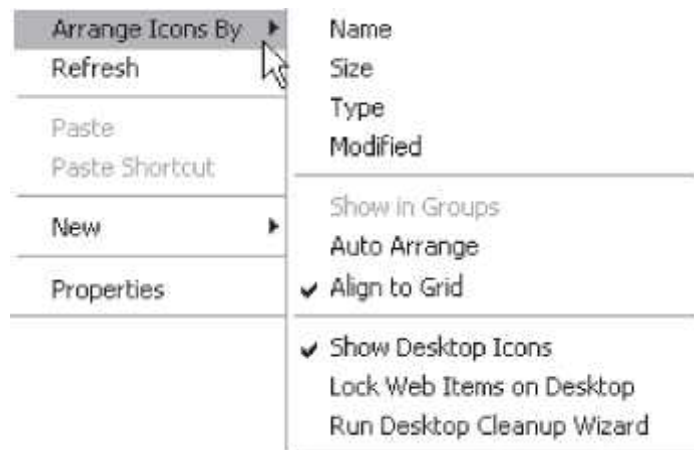 Arrange Icons By
Refresh
Paste
Paste Shortcut
New
Properties
Name
Size
Type
Modified
Show in Groups
Auto Arrange
Align to Grid
Show Desktop Icons
Lock Web Items on Desktop
Run Desktop Cleanup Wizard